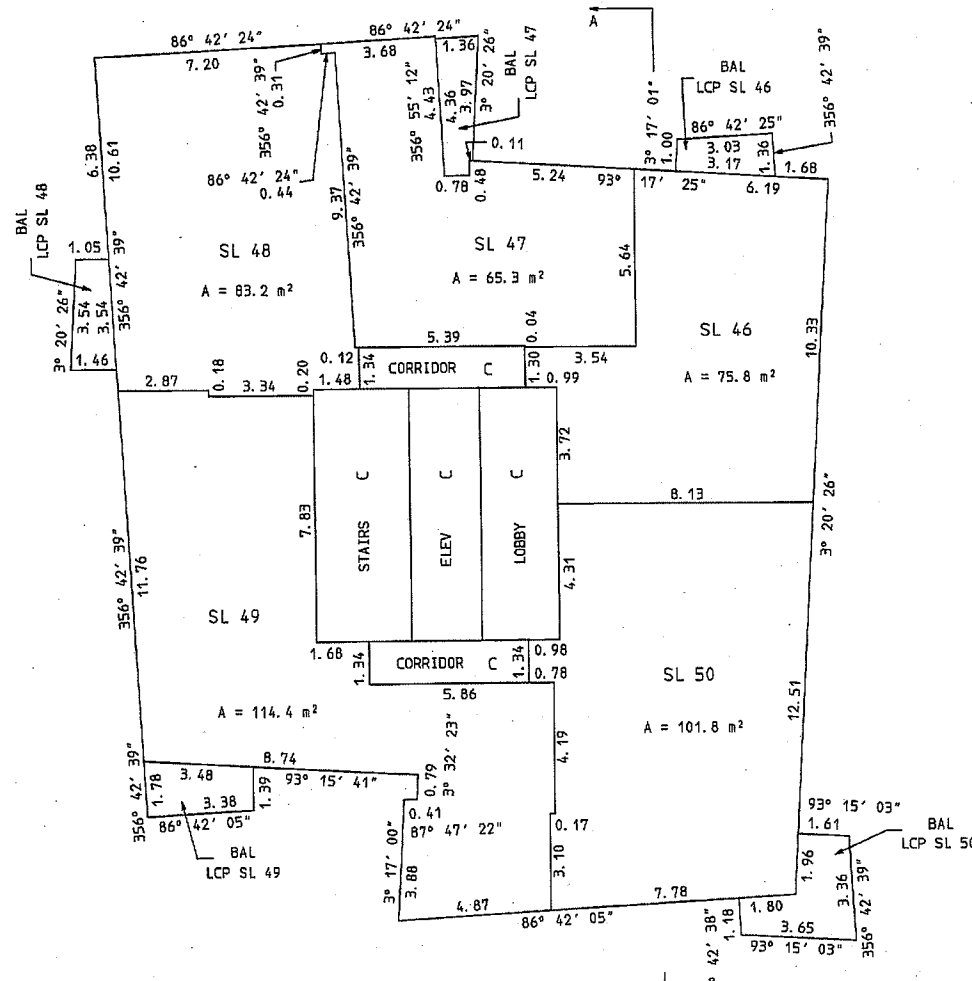 A
86° 42' 24"
7.20
86° 42' 24"
3.68
1.36
3° 20' 26"
BAL
LCP SL 47
356° 42' 39"
0.31
356° 55' 12"
4.43
4.36
3.97
0.11
0.78
0.48
86° 42' 24"
0.44
9.37
356° 42' 39"
3° 17' 01"
1.00
BAL
LCP SL 46
86° 42' 25"
3.03
3.17
1.36
356° 42' 39"
1.68
5.24
93° 17' 25"
6.19
6.38
10.61
356° 42' 39"
BAL
LCP SL 48
1.05
3° 20' 26"
3.54
3.54
1.46
SL 48
A = 83.2 m²
SL 47
A = 65.3 m²
5.64
SL 46
A = 75.8 m²
10.33
5.39
0.04
3.54
0.12
1.48
1.34
CORRIDOR C
1.30
0.99
2.87
0.18
3.34
0.20
3.72
7.83
STAIRS C
ELEV C
LOBBY C
8.13
3° 20' 26"
4.31
356° 42' 39"
11.76
SL 49
A = 114.4 m²
1.68
1.34
CORRIDOR C
1.34
0.98
0.78
5.86
SL 50
A = 101.8 m²
12.51
4.19
356° 42' 39"
1.78
3.48
8.74
93° 15' 41"
3.38
1.39
86° 42' 05"
BAL
LCP SL 49
0.79
3° 32' 23"
0.41
87° 47' 22"
3° 17' 00"
3.88
4.87
86° 42' 05"
0.17
3.10
7.78
93° 15' 03"
1.61
BAL
LCP SL 50
1.96
3.36
356° 42' 39"
1.80
1.18
° 42' 38"
3.65
93° 15' 03"